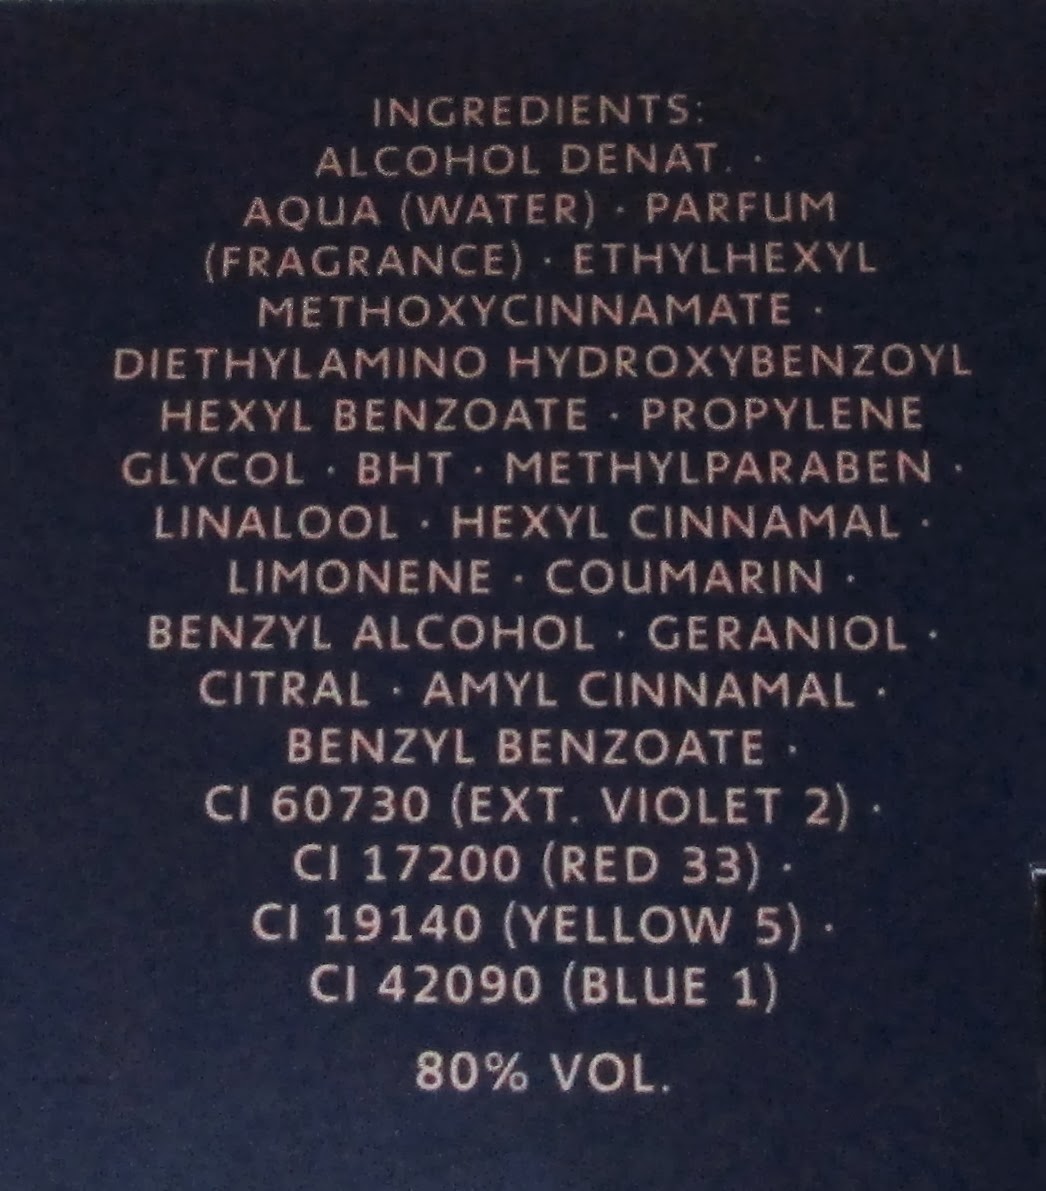 INGREDIENTS:
ALCOHOL DENAT. ·
AQUA (WATER) · PARFUM
(FRAGRANCE) · ETHYLHEXYL
METHOXYCINNAMATE ·
DIETHYLAMINO HYDROXYBENZOYL
HEXYL BENZOATE · PROPYLENE
GLYCOL · BHT · METHYLPARABEN ·
LINALOOL · HEXYL CINNAMAL ·
LIMONENE · COUMARIN ·
BENZYL ALCOHOL · GERANIOL ·
CITRAL · AMYL CINNAMAL ·
BENZYL BENZOATE ·
CI 60730 (EXT. VIOLET 2) ·
CI 17200 (RED 33) ·
CI 19140 (YELLOW 5) ·
CI 42090 (BLUE 1)
80% VOL.